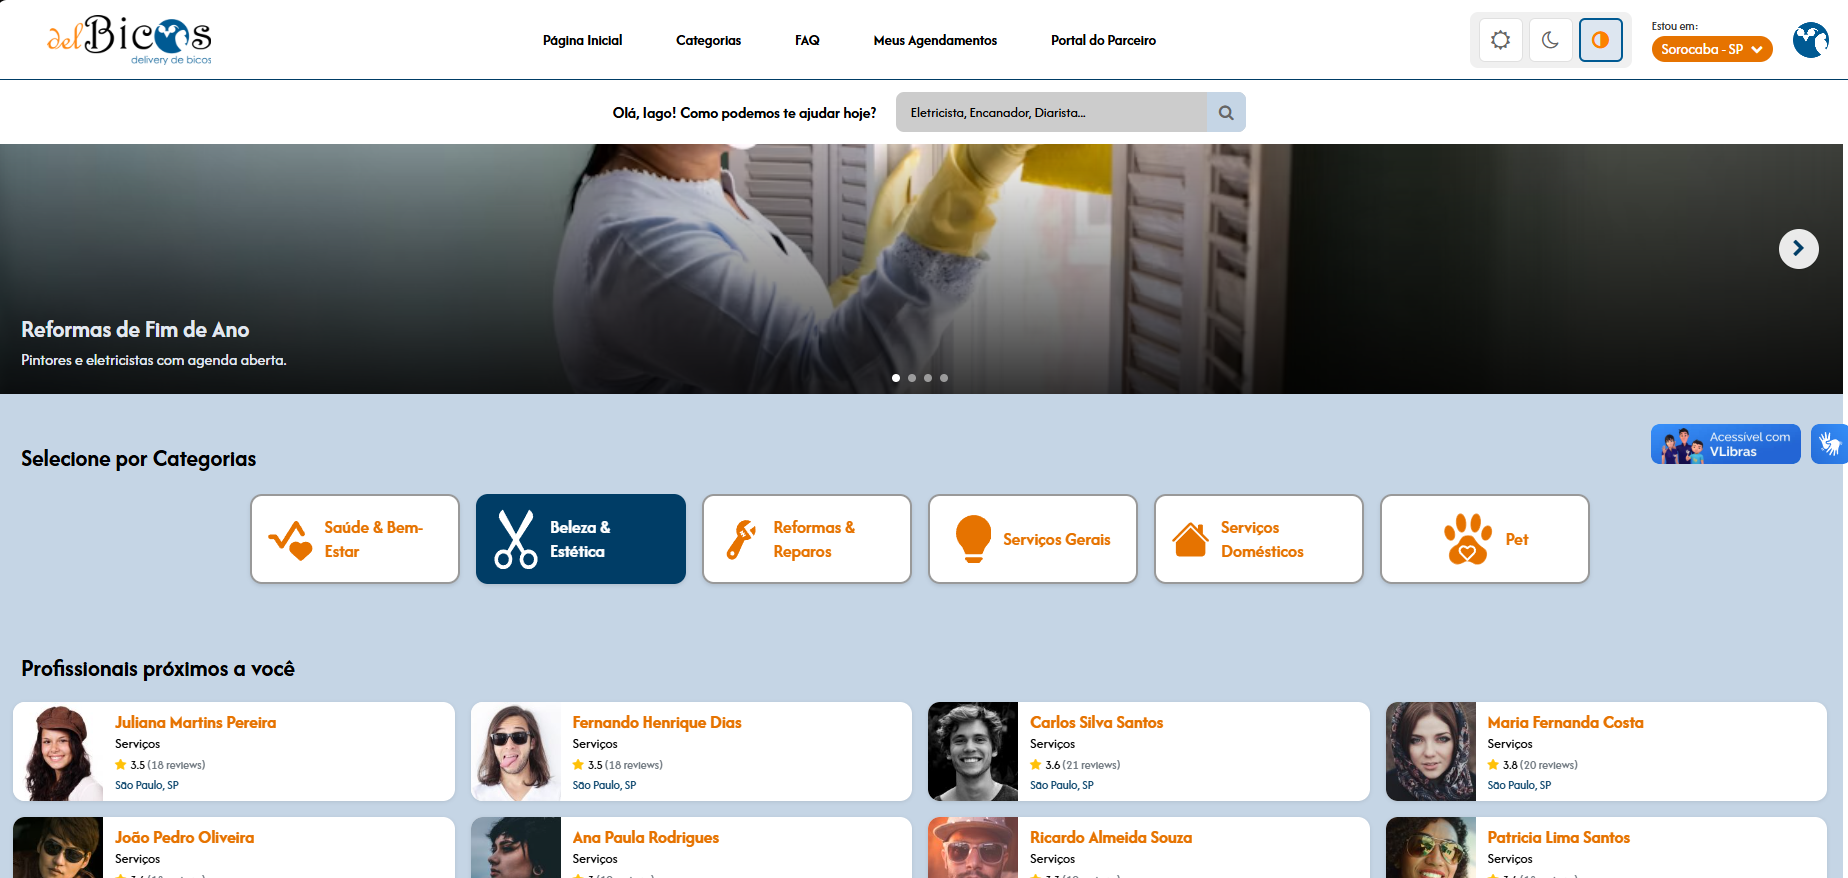 delBicos
delivery de bicos
Página Inicial
Categorias
FAQ
Meus Agendamentos
Portal do Parceiro
Estou em:
Sorocaba - SP
Olá, Iago! Como podemos te ajudar hoje?
Eletricista, Encanador, Diarista...
Reformas de Fim de Ano
Pintores e eletricistas com agenda aberta.
Acessível com
VLibras
Selecione por Categorias
Saúde & Bem-
Estar
Beleza &
Estética
Reformas &
Reparos
Serviços Gerais
Serviços
Domésticos
Pet
Profissionais próximos a você
Juliana Martins Pereira
Serviços
3.5 (18 reviews)
São Paulo, SP
Fernando Henrique Dias
Serviços
3.5 (18 reviews)
São Paulo, SP
Carlos Silva Santos
Serviços
3.6 (21 reviews)
São Paulo, SP
Maria Fernanda Costa
Serviços
3.8 (20 reviews)
São Paulo, SP
João Pedro Oliveira
Serviços
Ana Paula Rodrigues
Serviços
Ricardo Almeida Souza
Serviços
Patricia Lima Santos
Serviços